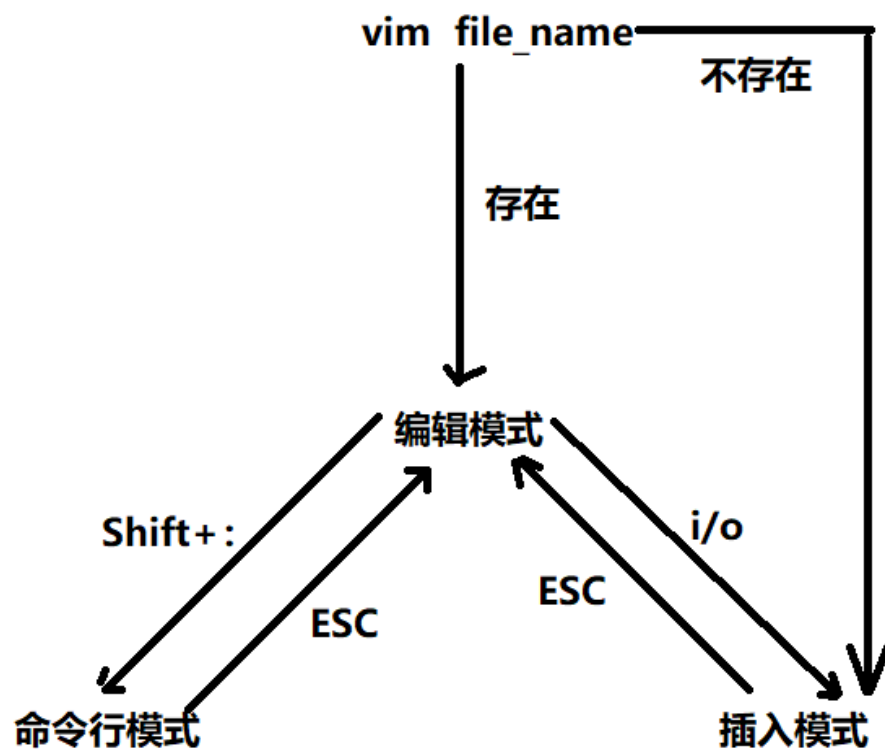 vim file_name
不存在
存在
编辑模式
Shift+:
i/o
ESC
ESC
命令行模式
插入模式